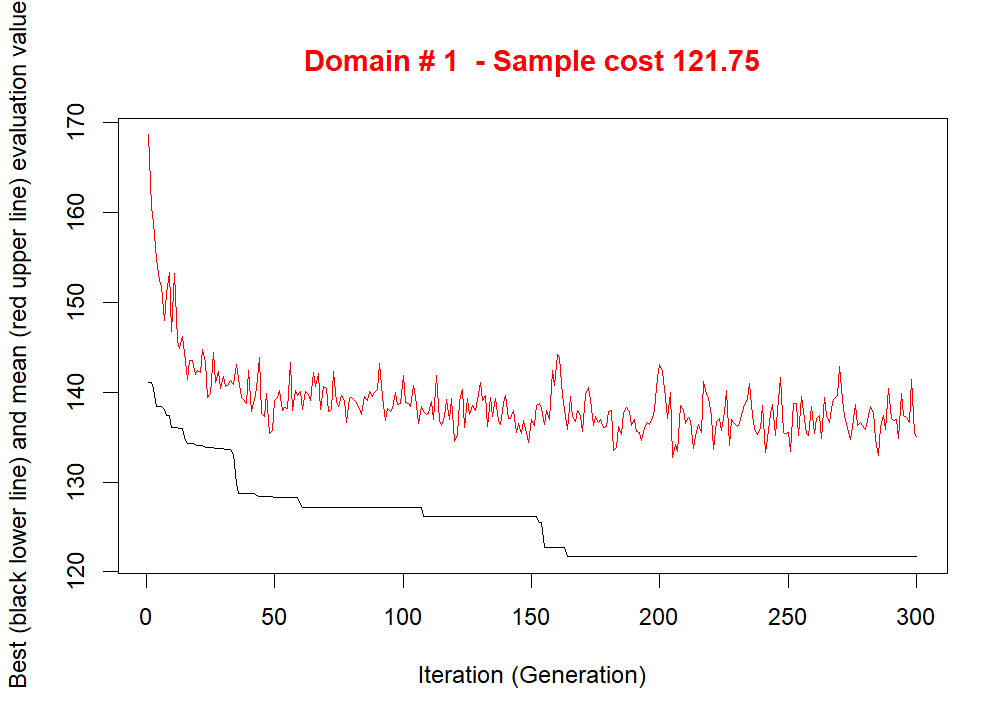 Domain # 1  - Sample cost 121.75
Best (black lower line) and mean (red upper line) evaluation value
170
160
150
140
130
120
0 50 100 150 200 250 300
Iteration (Generation)